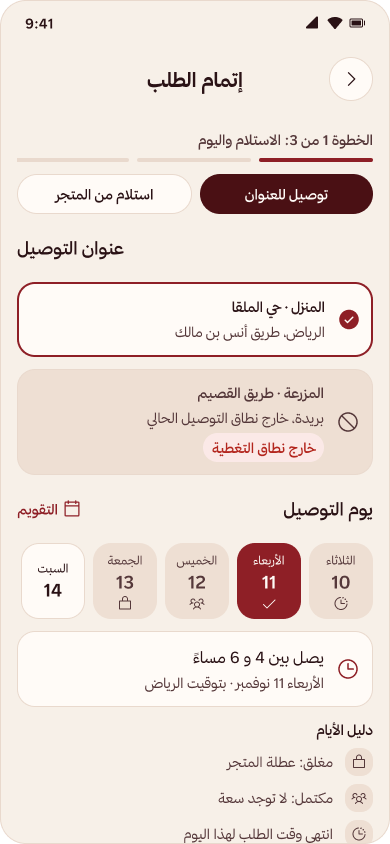 9:41
إتمام الطلب
الخطوة 1 من 3: الاستلام واليوم
توصيل للعنوان
استلام من المتجر
عنوان التوصيل
المنزل · حي الملقا
الرياض، طريق أنس بن مالك
المزرعة · طريق القصيم
بريدة، خارج نطاق التوصيل الحالي
خارج نطاق التغطية
يوم التوصيل
التقويم
الثلاثاء
10
الأربعاء
11
الخميس
12
الجمعة
13
السبت
14
يصل بين 4 و 6 مساءً
الأربعاء 11 نوفمبر · بتوقيت الرياض
دليل الأيام
مغلق: عطلة المتجر
مكتمل: لا توجد سعة
انتهى وقت الطلب لهذا اليوم